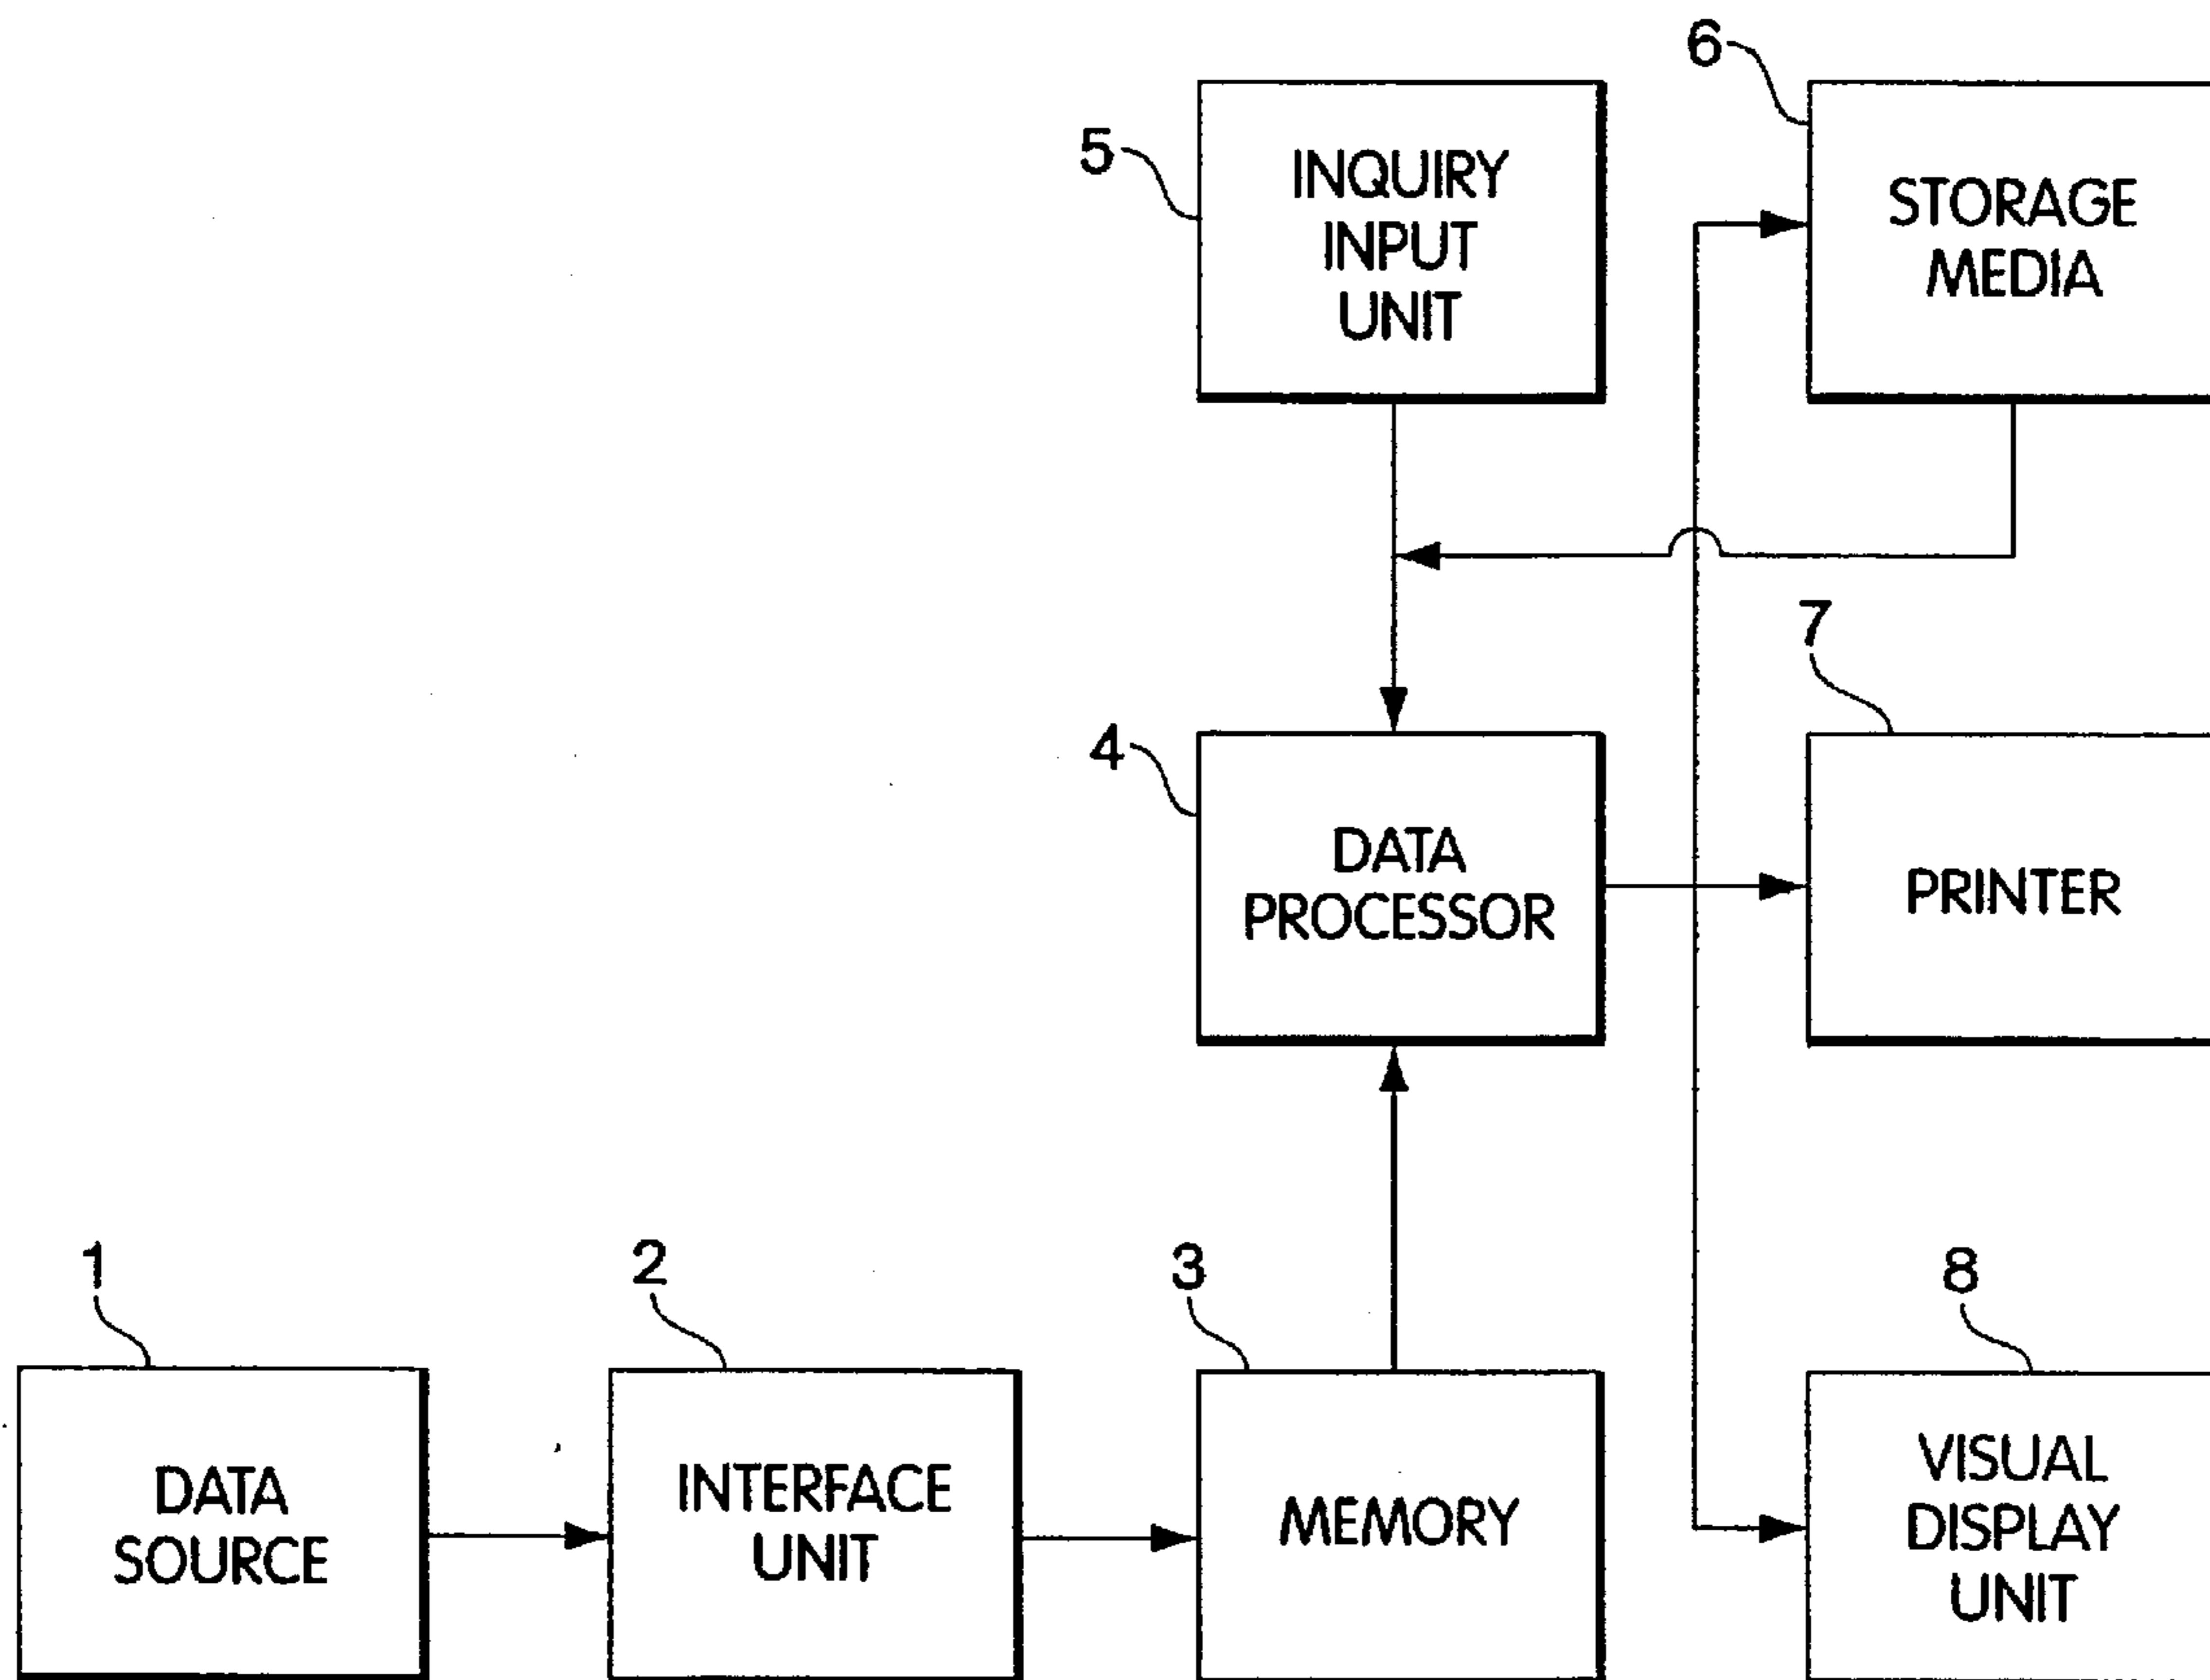 6
5
INQUIRY
INPUT
UNIT
STORAGE
MEDIA
7
4
DATA
PROCESSOR
PRINTER
1
2
3
8
DATA
SOURCE
INTERFACE
UNIT
MEMORY
VISUAL
DISPLAY
UNIT